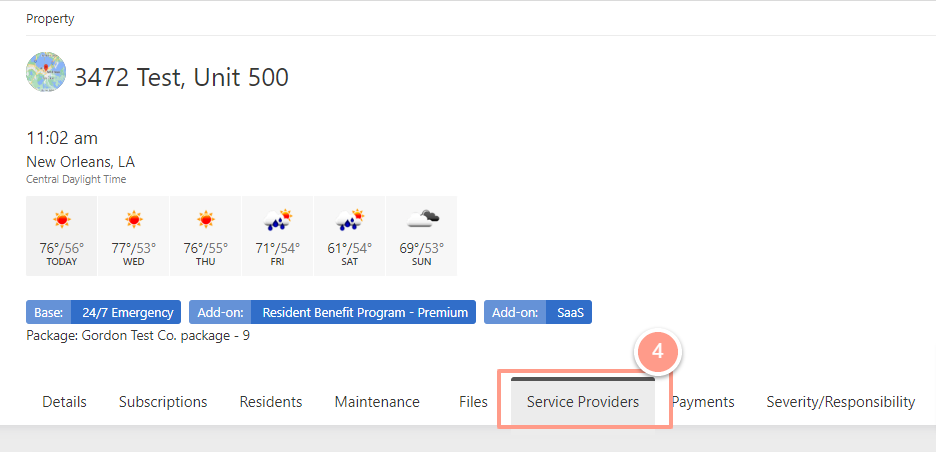 Property
3472 Test, Unit 500
11:02 am
New Orleans, LA
Central Daylight Time
76°/56° 77°/53° 76°/55° 71°/54° 61°/54° 69°/53°
TODAY WED THU FRI SAT SUN
Base: 24/7 Emergency Add-on: Resident Benefit Program - Premium Add-on: SaaS
Package: Gordon Test Co. package - 9
4
Details Subscriptions Residents Maintenance Files Service Providers Payments Severity/Responsibility